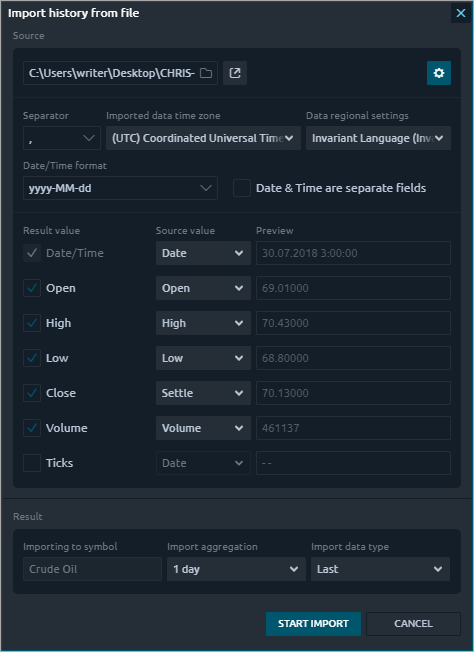 Import history from file
Source
C:\Users\writer\Desktop\CHRIS-
Separator Imported data time zone Data regional settings
, (UTC) Coordinated Universal Time Invariant Language (Inva
Date/Time format
yyyy-MM-dd Date & Time are separate fields
Result value Source value Preview
Date/Time Date 30.07.2018 3:00:00
Open Open 69.01000
High High 70.43000
Low Low 68.80000
Close Settle 70.13000
Volume Volume 461137
Ticks Date --
Result
Importing to symbol Import aggregation Import data type
Crude Oil 1 day Last
START IMPORT CANCEL